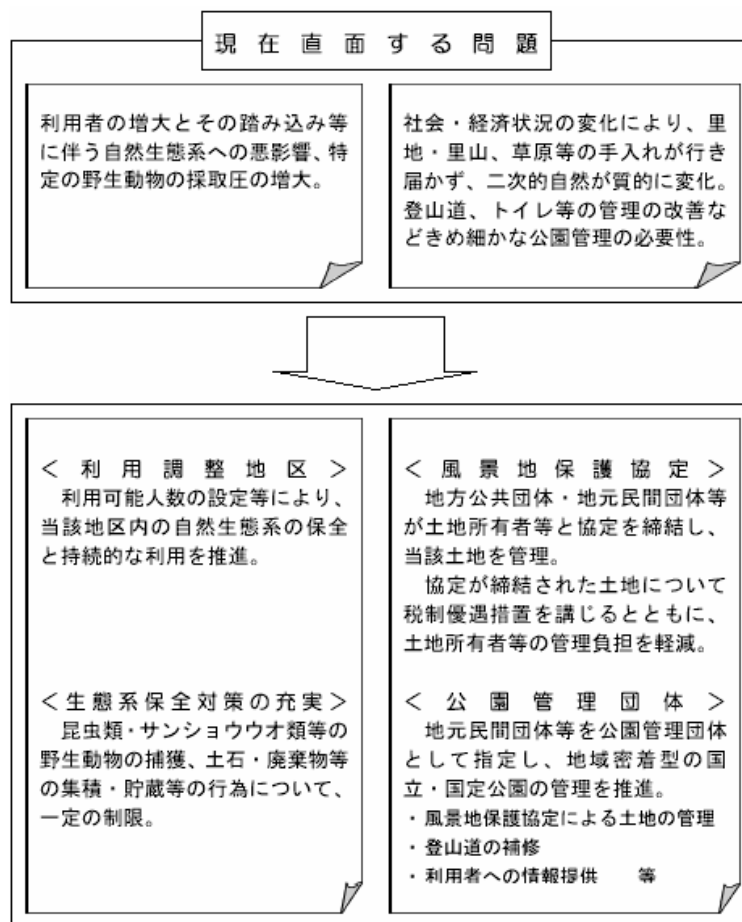 現在直面する問題
利用者の増大とその踏み込み等
に伴う自然生態系への悪影響、特
定の野生動物の採取圧の増大。
社会・経済状況の変化により、里
地・里山、草原等の手入れが行き
届かず、二次的自然が質的に変化。
登山道、トイレ等の管理の改善な
どきめ細かな公園管理の必要性。
＜利用調整地区＞
利用可能人数の設定等により、
当該地区内の自然生態系の保全
と持続的な利用を推進。
＜生態系保全対策の充実＞
昆虫類・サンショウウオ類等の
野生動物の捕獲、土石・廃棄物等
の集積・貯蔵等の行為について、
一定の制限。
＜風景地保護協定＞
地方公共団体・地元民間団体等
が土地所有者等と協定を締結し、
当該土地を管理。
協定が締結された土地について
税制優遇措置を講じるとともに、
土地所有者等の管理負担を軽減。
＜公園管理団体＞
地元民間団体等を公園管理団体
として指定し、地域密着型の国
立・国定公園の管理を推進。
・風景地保護協定による土地の管理
・登山道の補修
・利用者への情報提供　等